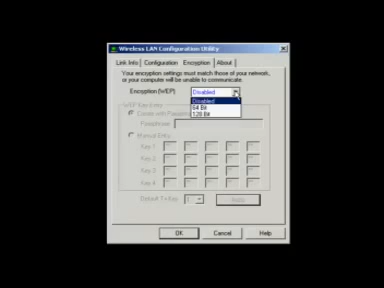 Wireless LAN Configuration Utility
Link Info Configuration Encryption About
Your encryption settings must match those of your network,
or your computer will be unable to communicate.
Encryption (WEP) Disabled
Disabled
64 Bit
128 Bit
WEP Key Entry
Create with Passphrase
Passphrase
Manual Entry
Key 1
Key 2
Key 3
Key 4
Default Tx Key 1
OK Cancel Help